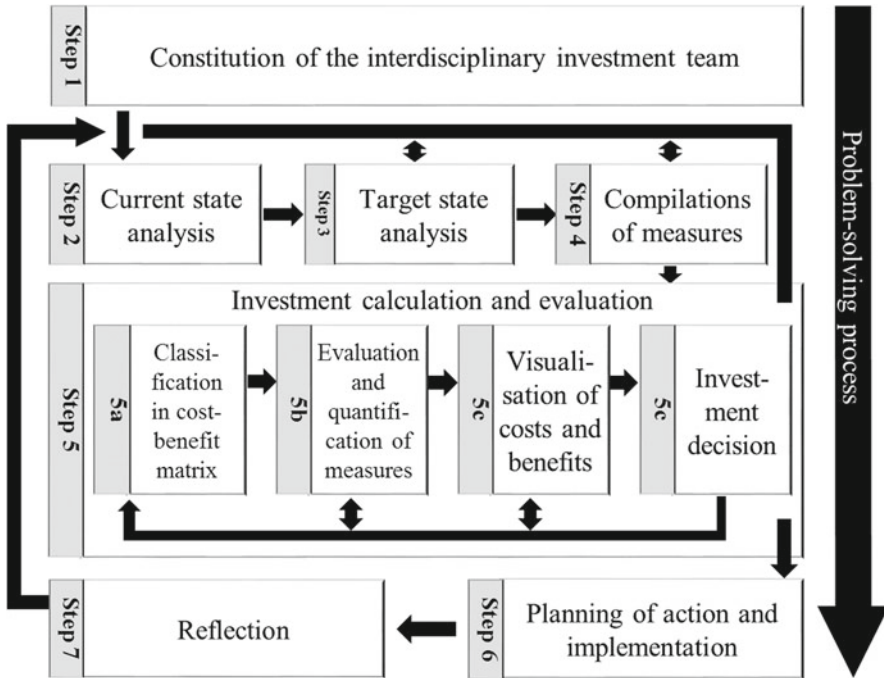 Step 1
Constitution of the interdisciplinary investment team
Step 2
Current state
analysis
Step 3
Target state
analysis
Step 4
Compilations
of measures
Step 5
Investment calculation and evaluation
5a
Classi-
fication
in cost-
benefit
matrix
5b
Evaluation
and
quantifi-
cation of
measures
5c
Visuali-
sation of
costs and
benefits
5c
Invest-
ment
decision
Step 6
Planning of action and
implementation
Step 7
Reflection
Problem-solving process